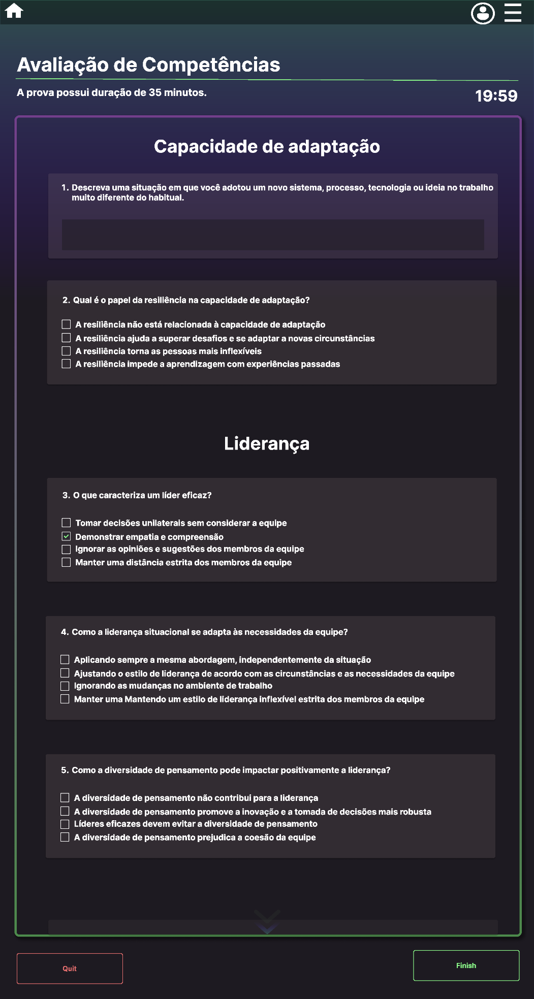 Avaliação de Competências
A prova possui duração de 35 minutos.
19:59
Capacidade de adaptação
1. Descreva uma situação em que você adotou um novo sistema, processo, tecnologia ou ideia no trabalho
muito diferente do habitual.
2. Qual é o papel da resiliência na capacidade de adaptação?
A resiliência não está relacionada à capacidade de adaptação
A resiliência ajuda a superar desafios e se adaptar a novas circunstâncias
A resiliência torna as pessoas mais inflexíveis
A resiliência impede a aprendizagem com experiências passadas
Liderança
3. O que caracteriza um líder eficaz?
Tomar decisões unilaterais sem considerar a equipe
Demonstrar empatia e compreensão
Ignorar as opiniões e sugestões dos membros da equipe
Manter uma distância estrita dos membros da equipe
4. Como a liderança situacional se adapta às necessidades da equipe?
Aplicando sempre a mesma abordagem, independentemente da situação
Ajustando o estilo de liderança de acordo com as circunstâncias e as necessidades da equipe
Ignorando as mudanças no ambiente de trabalho
Manter uma Mantendo um estilo de liderança inflexível estrita dos membros da equipe
5. Como a diversidade de pensamento pode impactar positivamente a liderança?
A diversidade de pensamento não contribui para a liderança
A diversidade de pensamento promove a inovação e a tomada de decisões mais robusta
Líderes eficazes devem evitar a diversidade de pensamento
A diversidade de pensamento prejudica a coesão da equipe
Quit
Finish